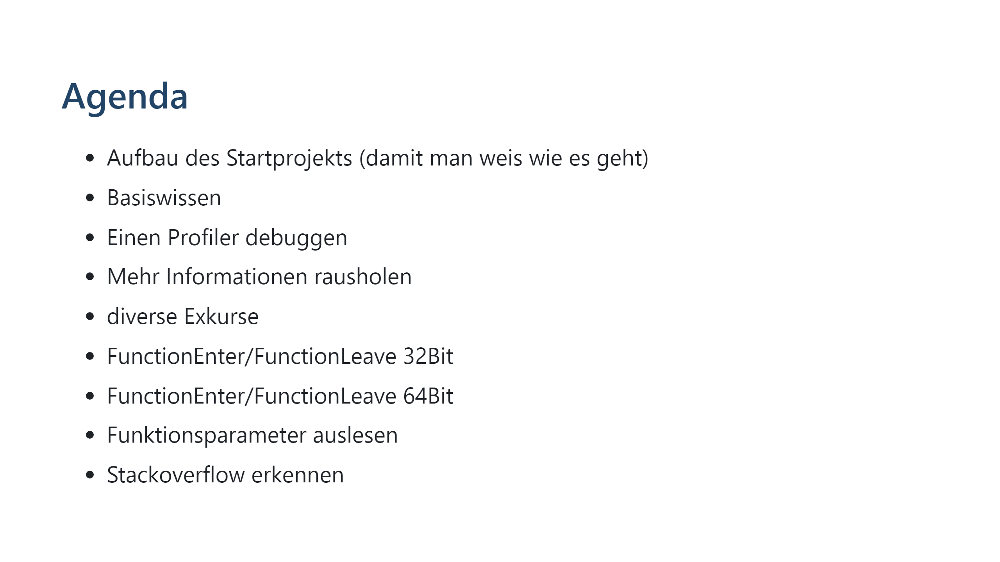 Agenda
• Aufbau des Startprojekts (damit man weis wie es geht)
• Basiswissen
• Einen Profiler debuggen
• Mehr Informationen rausholen
• diverse Exkurse
• FunctionEnter/FunctionLeave 32Bit
• FunctionEnter/FunctionLeave 64Bit
• Funktionsparameter auslesen
• Stackoverflow erkennen